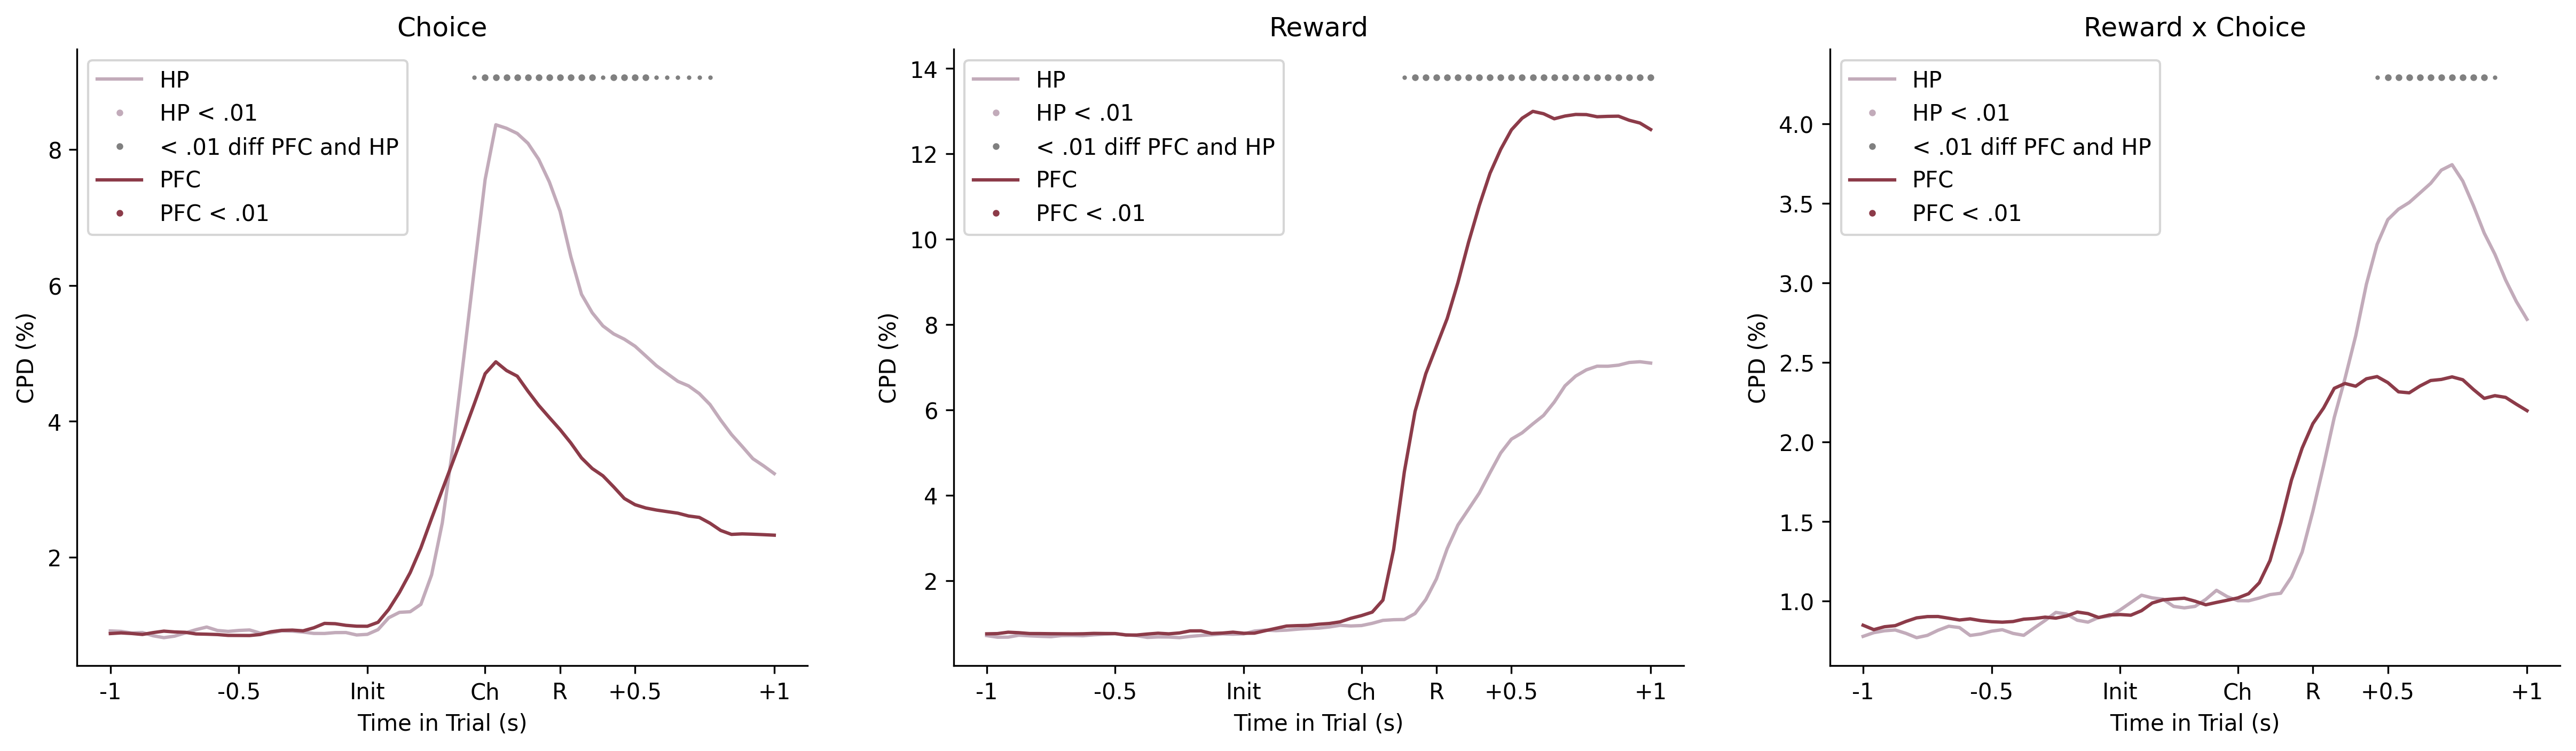 Choice
HP
HP < .01
< .01 diff PFC and HP
PFC
PFC < .01
8
6
4
2
CPD (%)
-1 -0.5 Init Ch R +0.5 +1
Time in Trial (s)
Reward
HP
HP < .01
< .01 diff PFC and HP
PFC
PFC < .01
14
12
10
8
6
4
2
CPD (%)
-1 -0.5 Init Ch R +0.5 +1
Time in Trial (s)
Reward x Choice
HP
HP < .01
< .01 diff PFC and HP
PFC
PFC < .01
4.0
3.5
3.0
2.5
2.0
1.5
1.0
CPD (%)
-1 -0.5 Init Ch R +0.5 +1
Time in Trial (s)